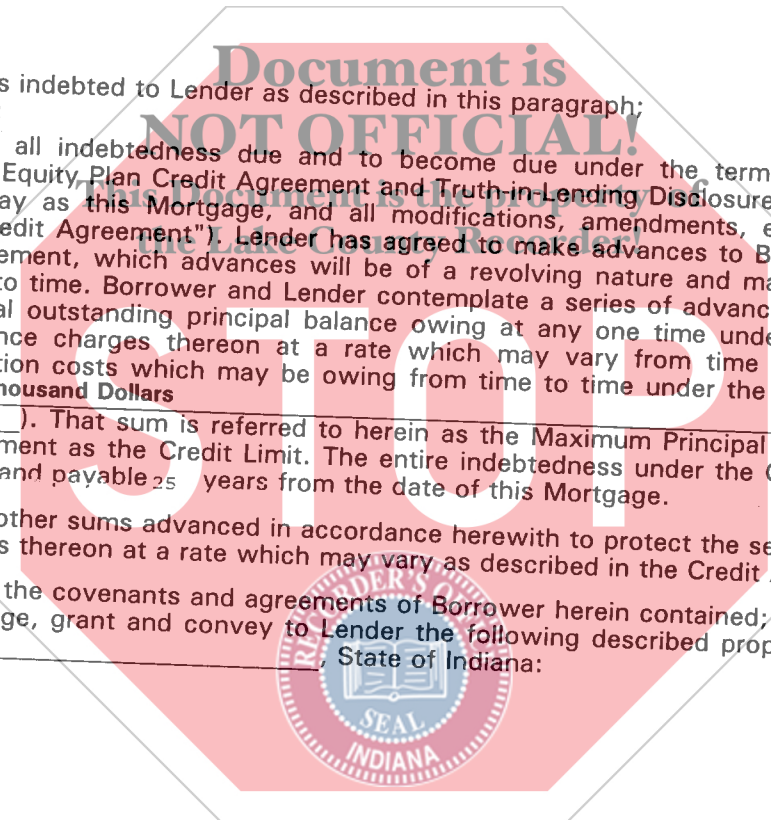 Document is
NOT OFFICIAL!
This Document is the property of
the Lake County Recorder!
STOP
s indebted to Lender as described in this paragraph;
all indebtedness due and to become due under the term
Equity Plan Credit Agreement and Truth-in-Lending Disclosure
ay as this Mortgage, and all modifications, amendments, e
edit Agreement"). Lender has agreed to make advances to B
ement, which advances will be of a revolving nature and ma
to time. Borrower and Lender contemplate a series of advanc
al outstanding principal balance owing at any one time unde
nce charges thereon at a rate which may vary from time
tion costs which may be owing from time to time under the
housand Dollars
). That sum is referred to herein as the Maximum Principal
ment as the Credit Limit. The entire indebtedness under the C
and payable 25 years from the date of this Mortgage.
other sums advanced in accordance herewith to protect the se
s thereon at a rate which may vary as described in the Credit
the covenants and agreements of Borrower herein contained;
ge, grant and convey to Lender the following described prop
, State of Indiana:
RECORDER'S OFFICE
SEAL
INDIANA